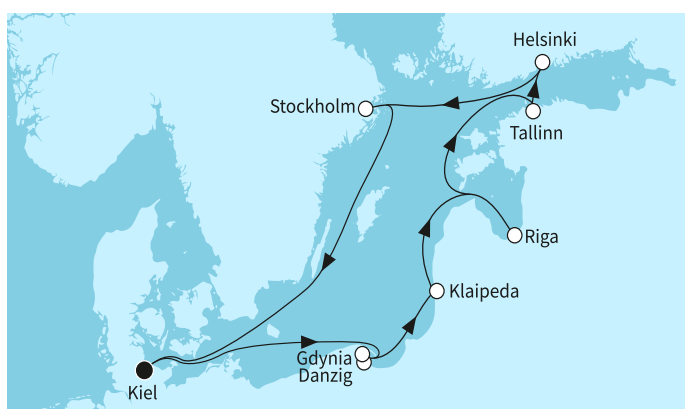 Helsinki
Stockholm
Tallinn
Riga
Klaipeda
Gdynia
Danzig
Kiel